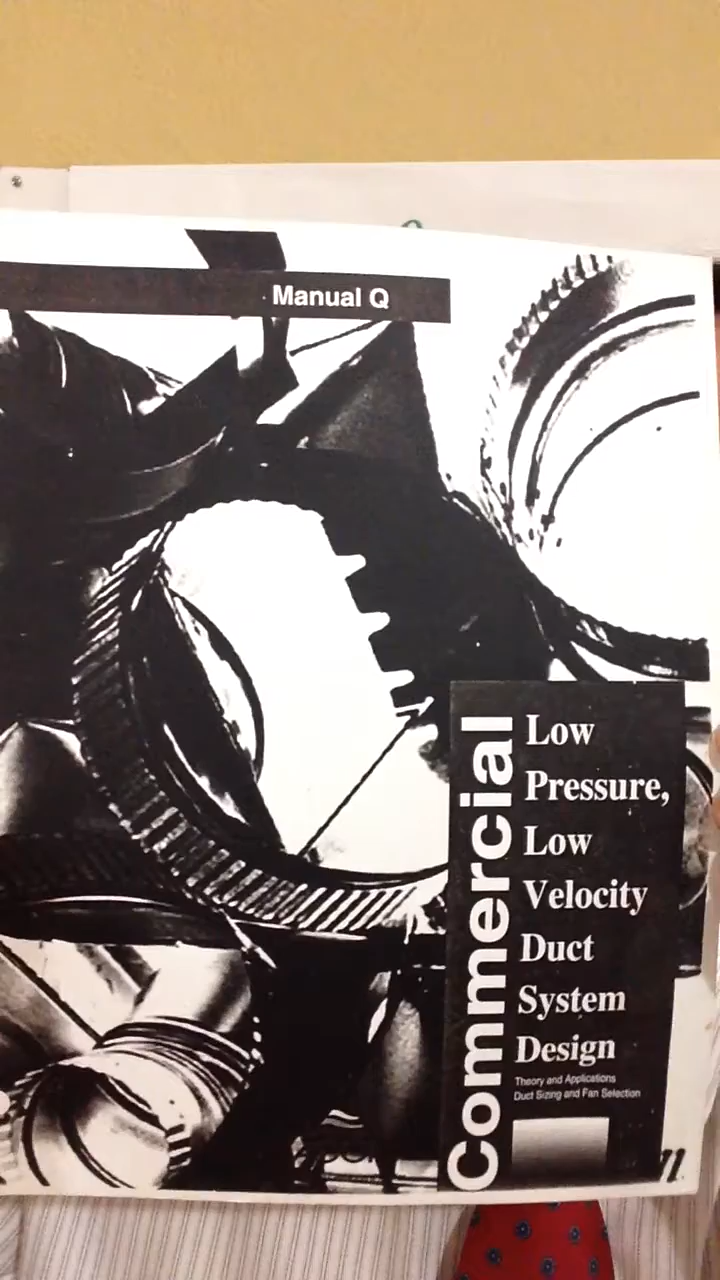 Manual Q
Commercial
Low
Pressure,
Low
Velocity
Duct
System
Design
Theory and Applications
Duct Sizing and Fan Selection